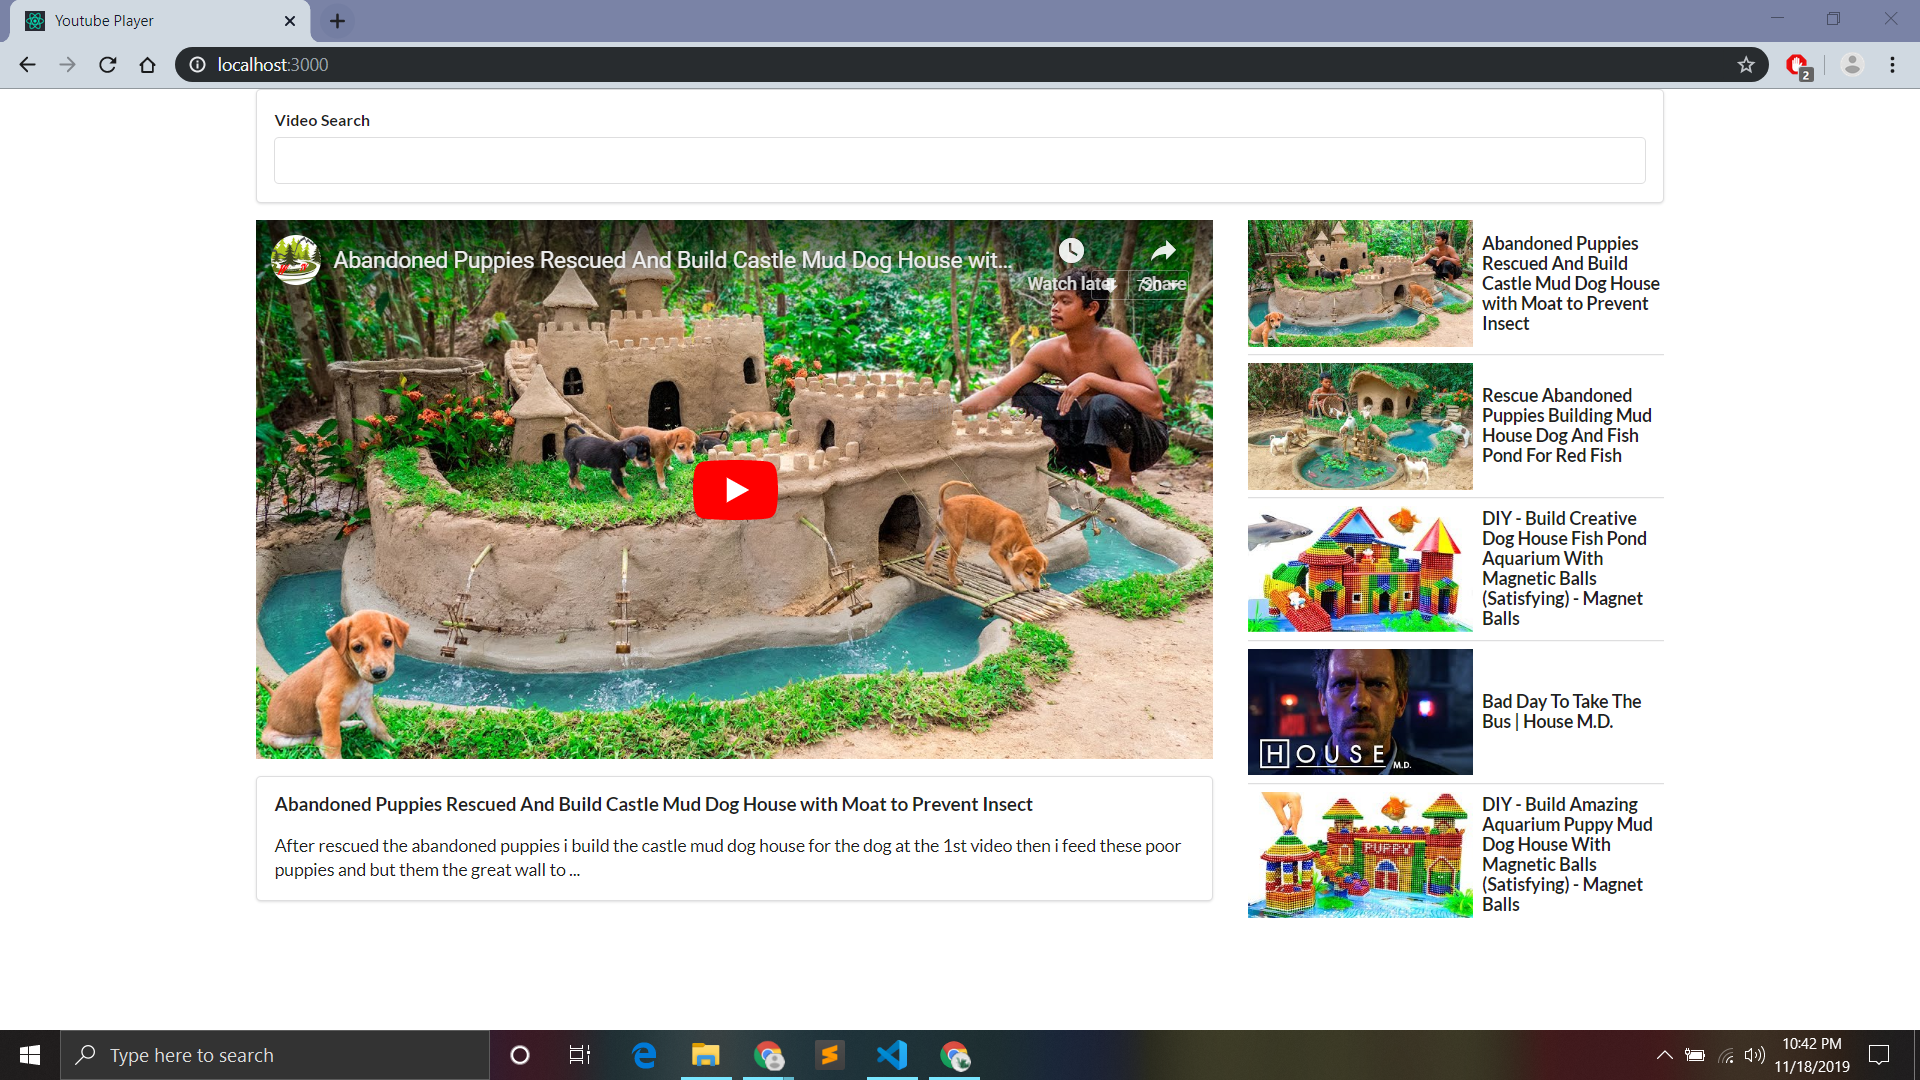 Youtube Player
localhost:3000
2
Video Search
Abandoned Puppies Rescued And Build Castle Mud Dog House wit...
Watch later
Share
720
Abandoned Puppies Rescued And Build Castle Mud Dog House with Moat to Prevent Insect
After rescued the abandoned puppies i build the castle mud dog house for the dog at the 1st video then i feed these poor
puppies and but them the great wall to ...
Abandoned Puppies
Rescued And Build
Castle Mud Dog House
with Moat to Prevent
Insect
Rescue Abandoned
Puppies Building Mud
House Dog And Fish
Pond For Red Fish
DIY - Build Creative
Dog House Fish Pond
Aquarium With
Magnetic Balls
(Satisfying) - Magnet
Balls
HOUSE M.D.
Bad Day To Take The
Bus | House M.D.
PUPPY
DIY - Build Amazing
Aquarium Puppy Mud
Dog House With
Magnetic Balls
(Satisfying) - Magnet
Balls
Type here to search
10:42 PM
11/18/2019